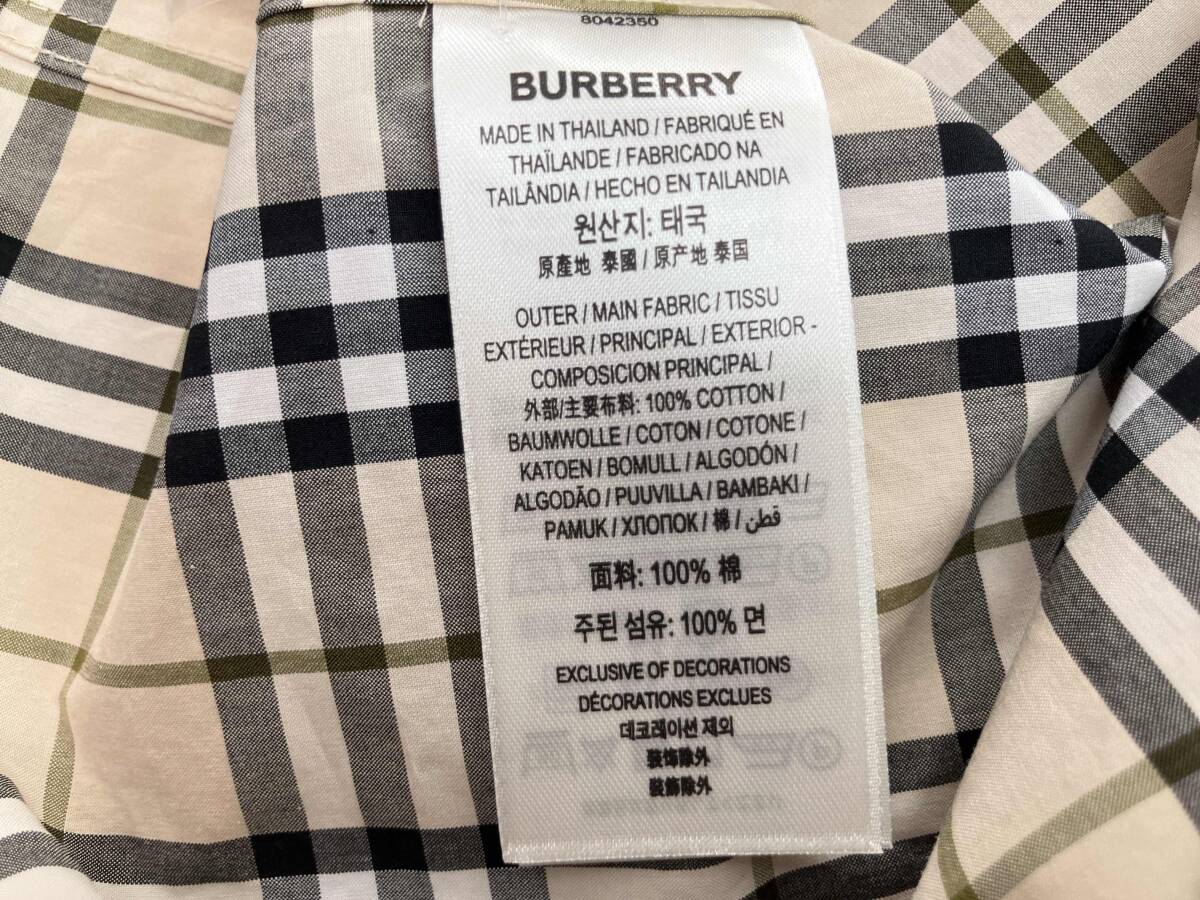 8042350
BURBERRY
MADE IN THAILAND / FABRIQUÉ EN
THAÏLANDE / FABRICADO NA
TAILÂNDIA / HECHO EN TAILANDIA
원산지: 태국
原產地 泰國 / 原产地 泰国
OUTER / MAIN FABRIC / TISSU
EXTÉRIEUR / PRINCIPAL / EXTERIOR -
COMPOSICION PRINCIPAL /
外部/主要布料: 100% COTTON /
BAUMWOLLE / COTON / COTONE /
KATOEN / BOMULL / ALGODÓN /
ALGODÃO / PUUVILLA / BAMBAKI /
PAMUK / ХЛОПОК / 棉 / قطن
面料: 100% 棉
주된 섬유: 100% 면
EXCLUSIVE OF DECORATIONS
DÉCORATIONS EXCLUES
데코레이션 제외
裝飾除外
装飾除外